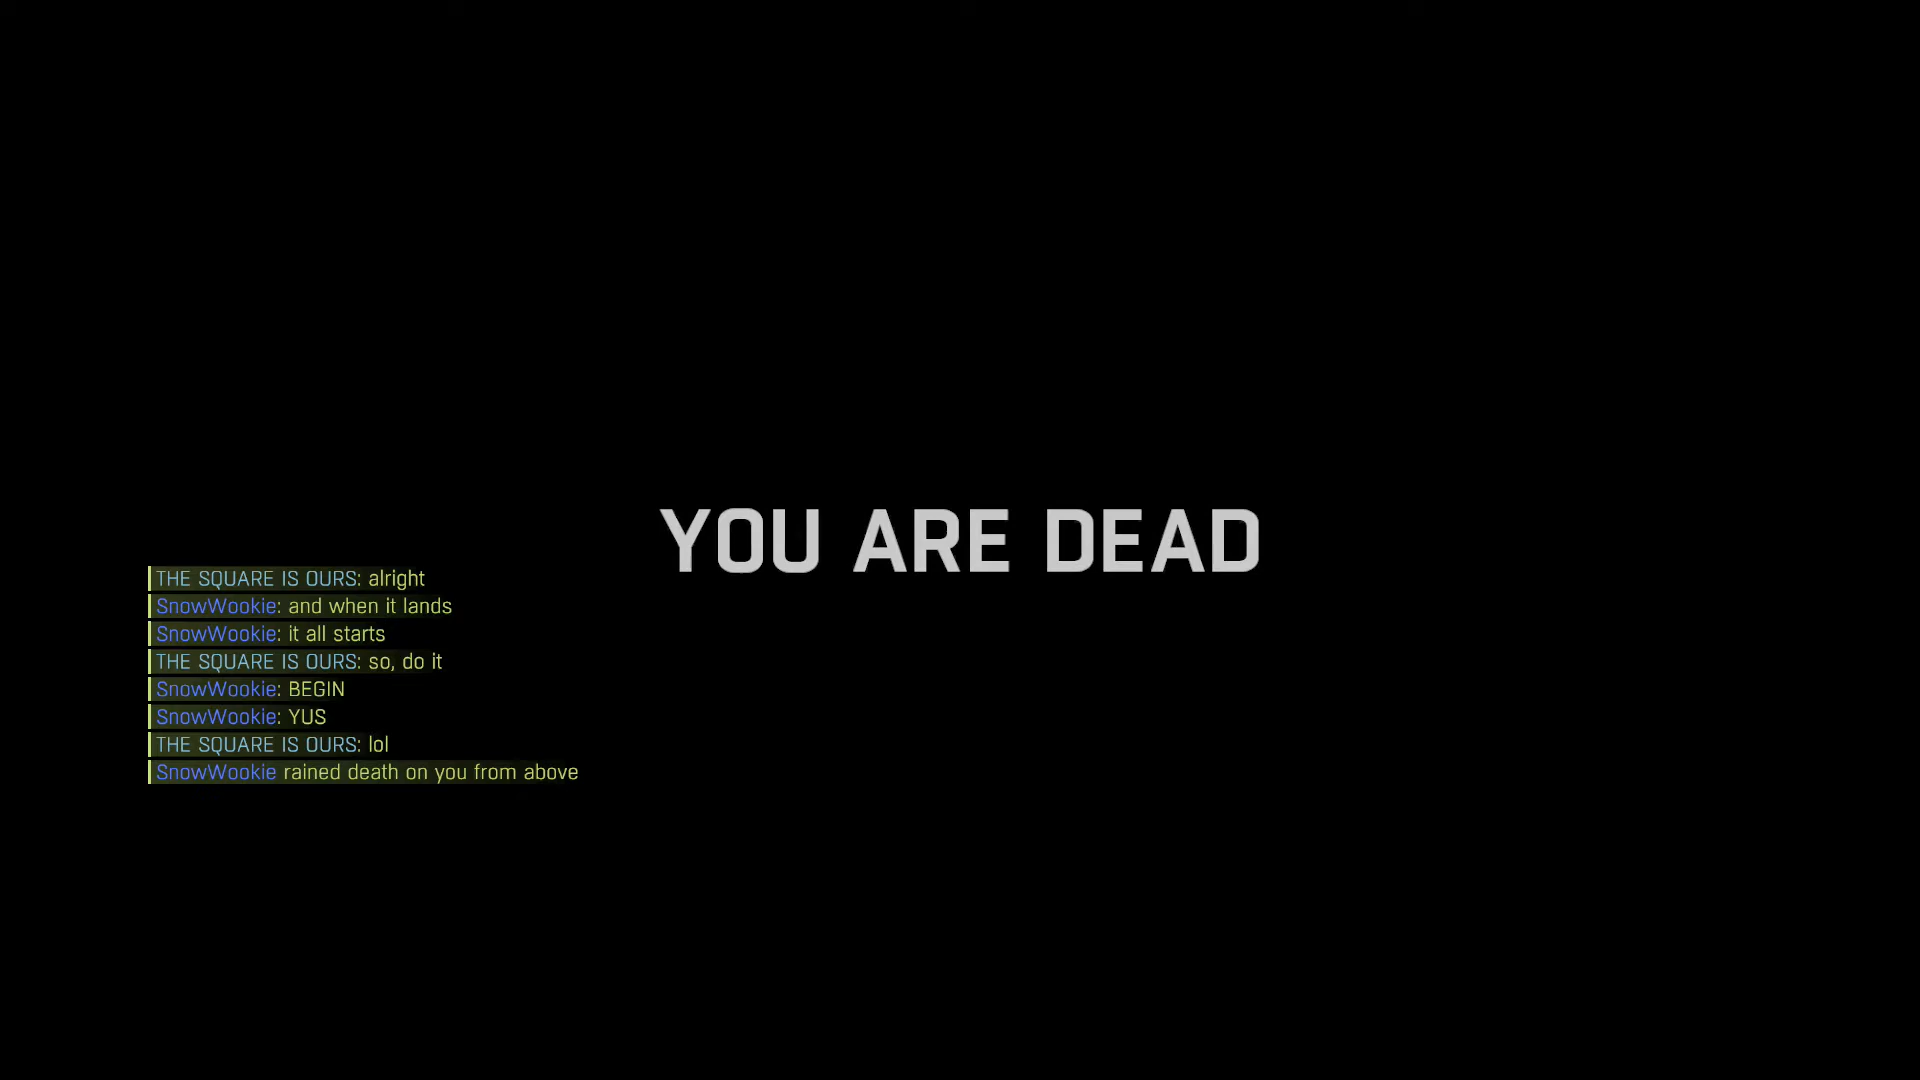 YOU ARE DEAD
THE SQUARE IS OURS: alright
SnowWookie: and when it lands
SnowWookie: it all starts
THE SQUARE IS OURS: so, do it
SnowWookie: BEGIN
SnowWookie: YUS
THE SQUARE IS OURS: lol
SnowWookie rained death on you from above